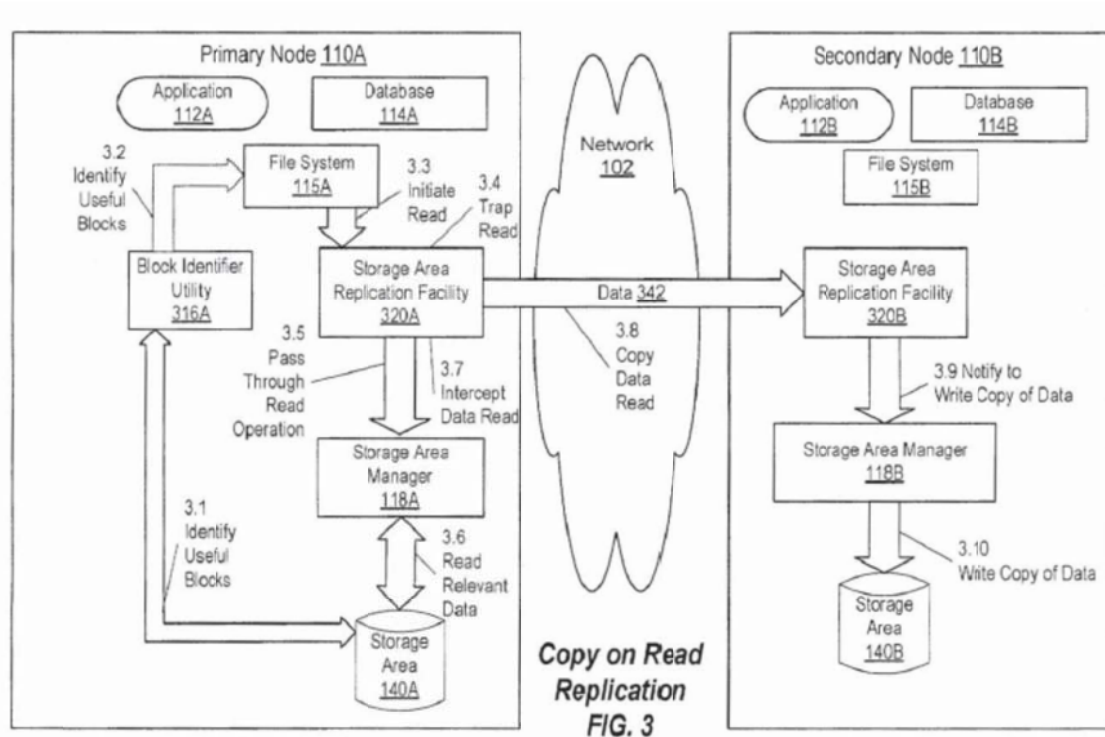 Primary Node 110A
Application
112A
Database
114A
3.2
Identify
Useful
Blocks
File System
115A
3.3
Initiate
Read
3.4
Trap
Read
Block Identifier
Utility
316A
Storage Area
Replication Facility
320A
3.5
Pass
Through
Read
Operation
3.7
Intercept
Data Read
Storage Area
Manager
118A
3.1
Identify
Useful
Blocks
3.6
Read
Relevant
Data
Storage
Area
140A
Network
102
Data 342
3.8
Copy
Data
Read
Copy on Read
Replication
FIG. 3
Secondary Node 110B
Application
112B
Database
114B
File System
115B
Storage Area
Replication Facility
320B
3.9 Notify to
Write Copy of Data
Storage Area Manager
118B
3.10
Write Copy of Data
Storage
Area
140B